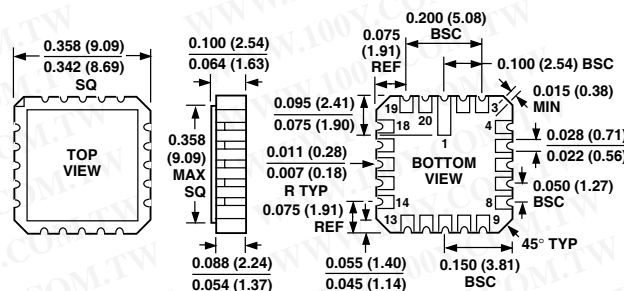 0.358 (9.09)
0.342 (8.69)
SQ
TOP
VIEW
0.100 (2.54)
0.064 (1.63)
0.358
(9.09)
MAX
SQ
0.088 (2.24)
0.054 (1.37)
0.075
(1.91)
REF
0.200 (5.08)
BSC
0.100 (2.54) BSC
0.015 (0.38)
MIN
0.095 (2.41)
0.075 (1.90)
19
20
3
18
4
1
0.028 (0.71)
0.022 (0.56)
0.011 (0.28)
0.007 (0.18)
R TYP
BOTTOM
VIEW
0.050 (1.27)
BSC
0.075 (1.91)
REF
14
8
13
9
45° TYP
0.055 (1.40)
0.045 (1.14)
0.150 (3.81)
BSC
WWW.100Y.COM.TW